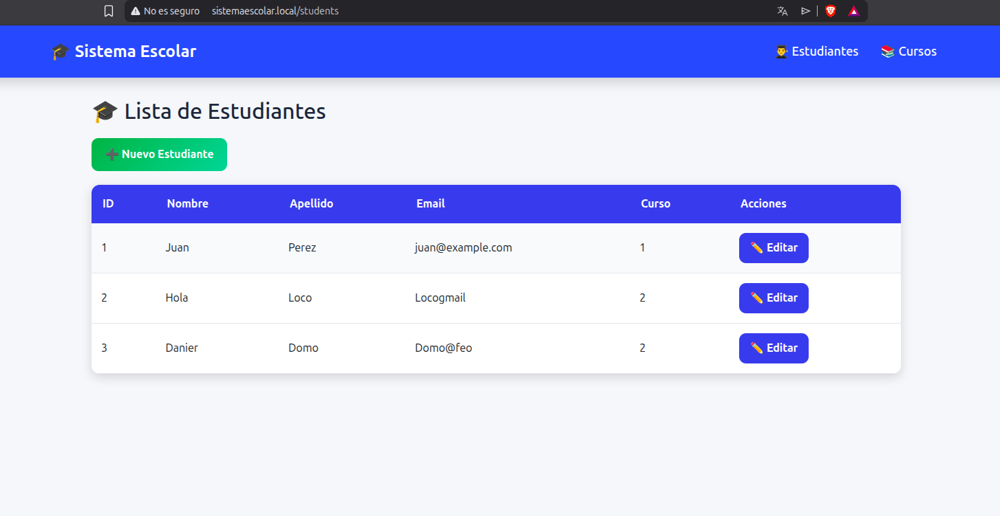 No es seguro sistemaescolar.local/students
🎓 Sistema Escolar 👨‍🎓 Estudiantes 📚 Cursos
🎓 Lista de Estudiantes
➕ Nuevo Estudiante
ID Nombre Apellido Email Curso Acciones
1 Juan Perez juan@example.com 1 ✏️ Editar
2 Hola Loco Locogmail 2 ✏️ Editar
3 Danier Domo Domo@feo 2 ✏️ Editar